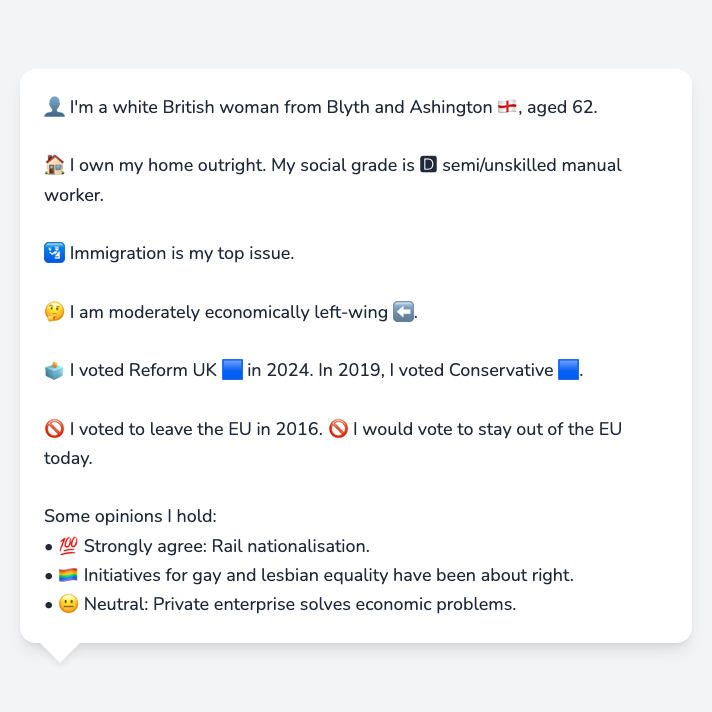 👤 I'm a white British woman from Blyth and Ashington 🏴󠁧󠁢󠁥󠁮󠁧󠁿, aged 62.
🏠 I own my home outright. My social grade is 🅳 semi/unskilled manual
worker.
🛂 Immigration is my top issue.
🤔 I am moderately economically left-wing ⬅️.
🗳️ I voted Reform UK 🟦 in 2024. In 2019, I voted Conservative 🟦.
🚫 I voted to leave the EU in 2016. 🚫 I would vote to stay out of the EU
today.
Some opinions I hold:
• 💯 Strongly agree: Rail nationalisation.
• 🏳️‍🌈 Initiatives for gay and lesbian equality have been about right.
• 😐 Neutral: Private enterprise solves economic problems.